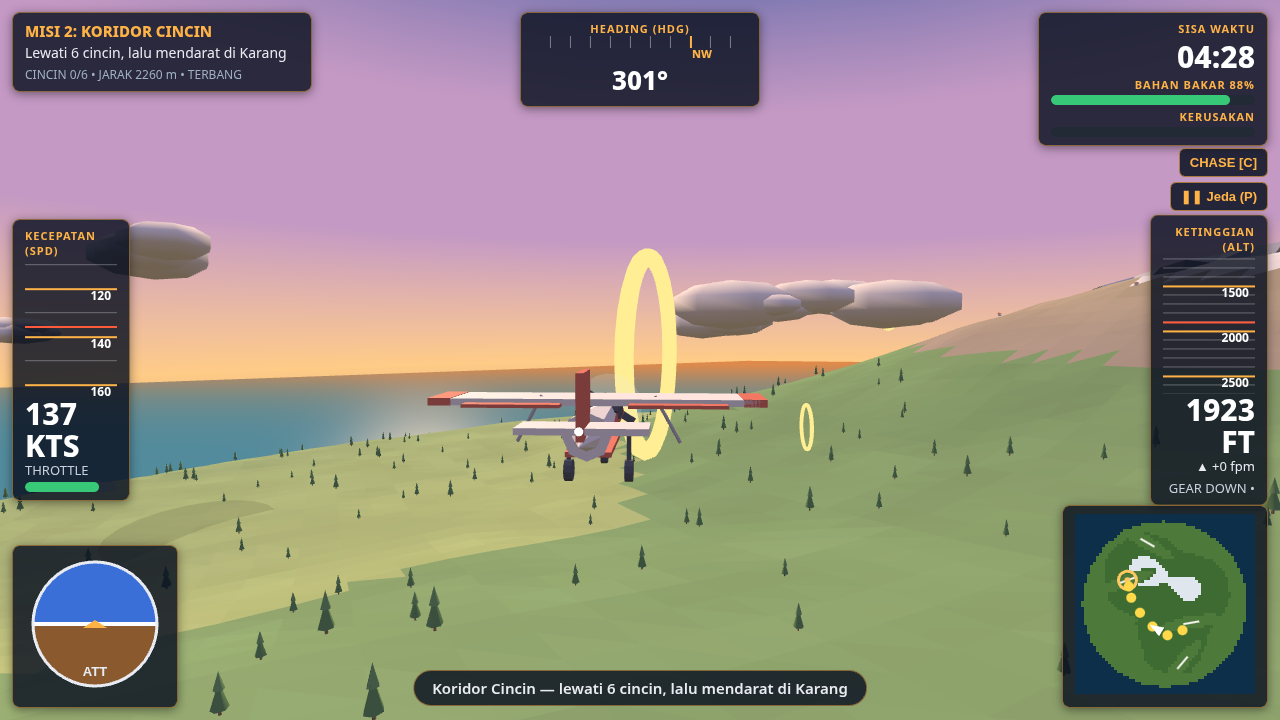 MISI 2: KORIDOR CINCIN
Lewati 6 cincin, lalu mendarat di Karang
CINCIN 0/6 • JARAK 2260 m • TERBANG
HEADING (HDG)
NW
301°
SISA WAKTU
04:28
BAHAN BAKAR 88%
KERUSAKAN
CHASE [C]
❚❚ Jeda (P)
KECEPATAN
(SPD)
120
140
160
137
KTS
THROTTLE
KETINGGIAN
(ALT)
1500
2000
2500
1923
FT
▲ +0 fpm
GEAR DOWN •
ATT
Koridor Cincin — lewati 6 cincin, lalu mendarat di Karang